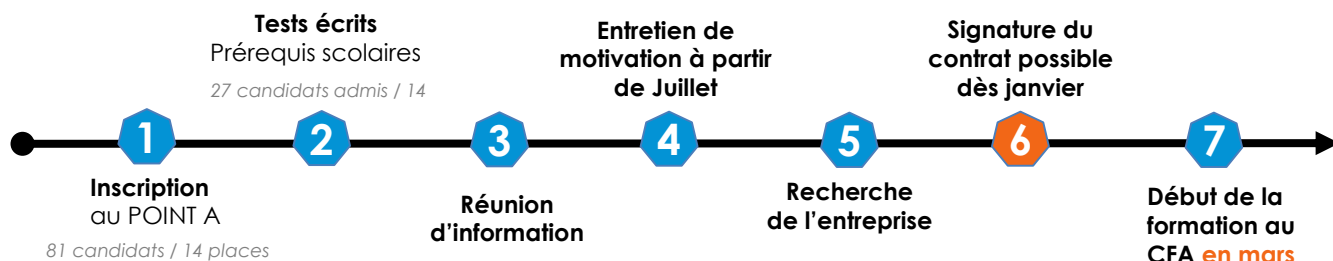 Tests écrits
Prérequis scolaires
27 candidats admis / 14
Entretien de
motivation à partir
de Juillet
Signature du
contrat possible
dès janvier
1
2
3
4
5
6
7
Inscription
au POINT A
81 candidats / 14 places
Réunion
d'information
Recherche
de l'entreprise
Début de la
formation au
CFA en mars